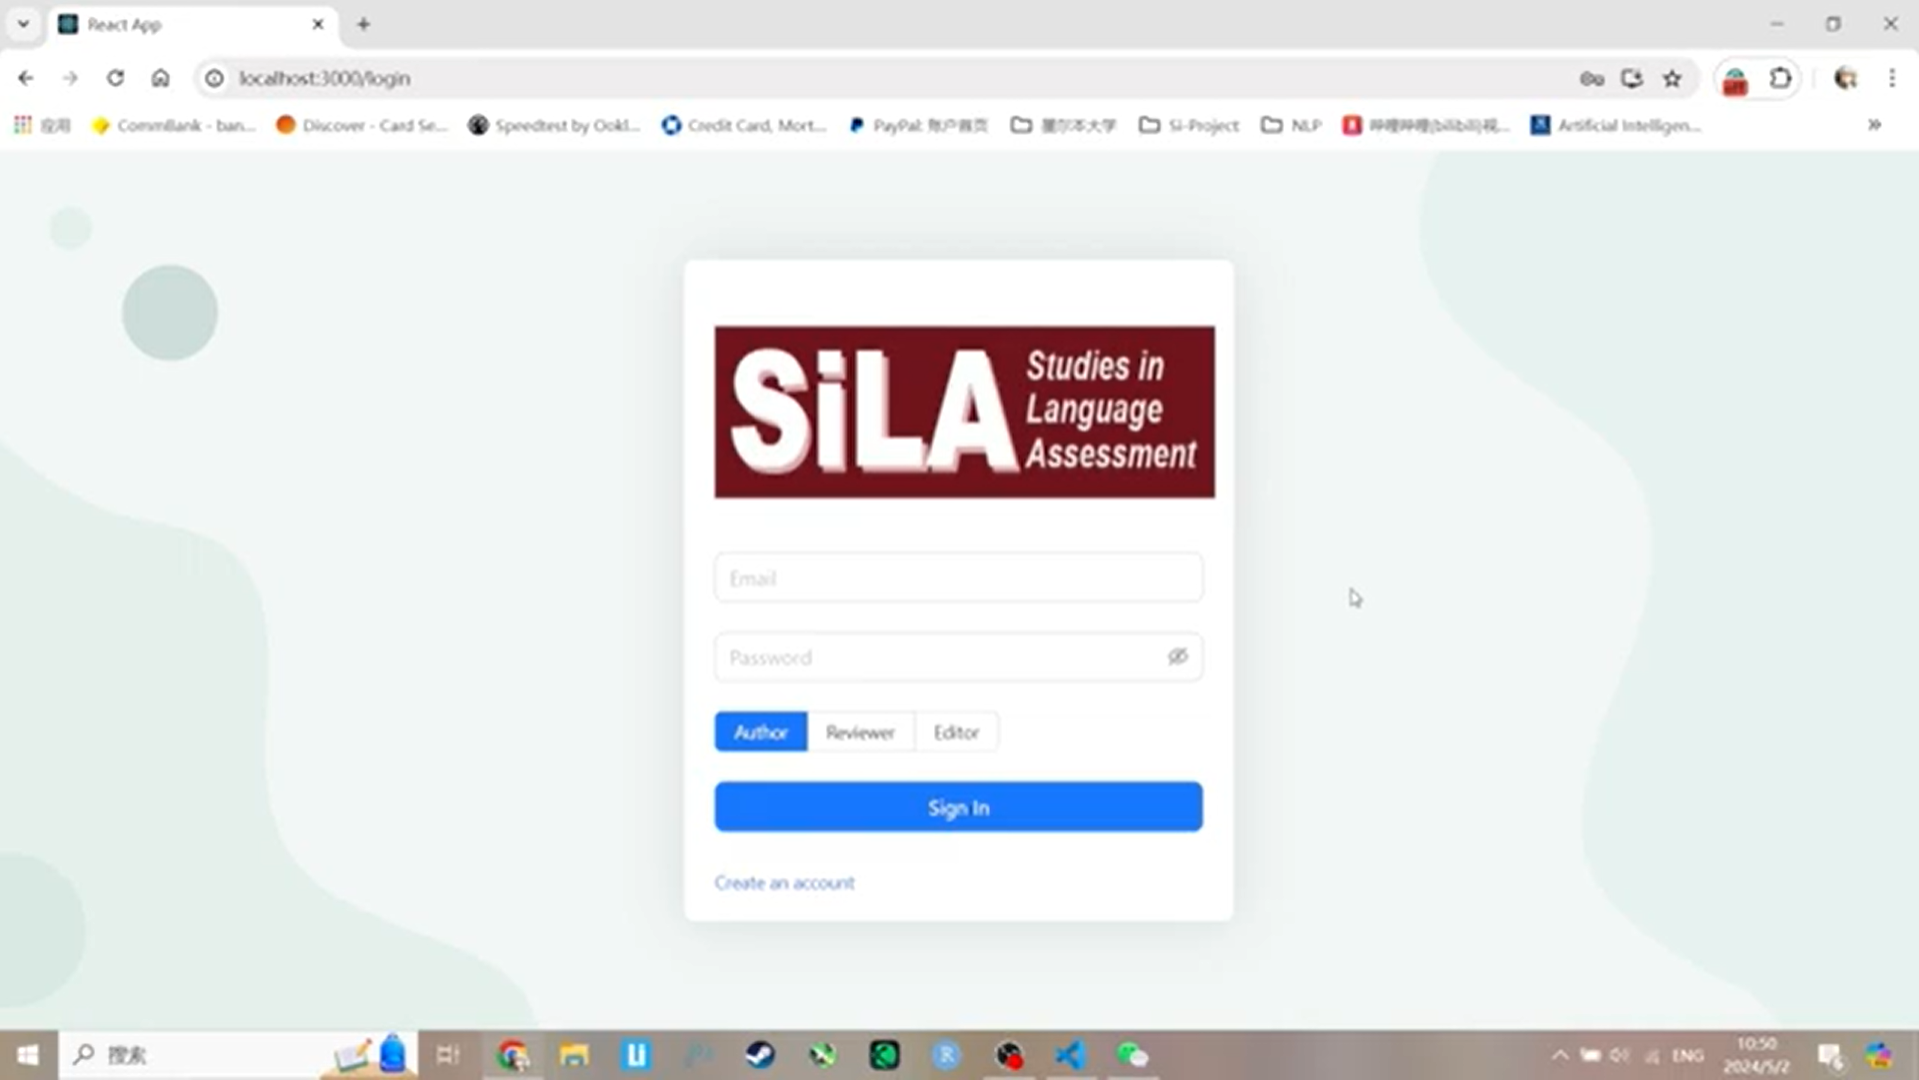 React App
localhost:3000/login
应用
CommBank - ban...
Discover - Card Se...
Speedtest by Ookl...
Credit Card, Mort...
PayPal: 账户首页
墨尔本大学
Si-Project
NLP
哔哩哔哩(bilibili)视...
Artificial Intelligen...
SiLA
Studies in
Language
Assessment
Email
Password
Author
Reviewer
Editor
Sign In
Create an account
搜索
ENG
10:50
2024/5/2